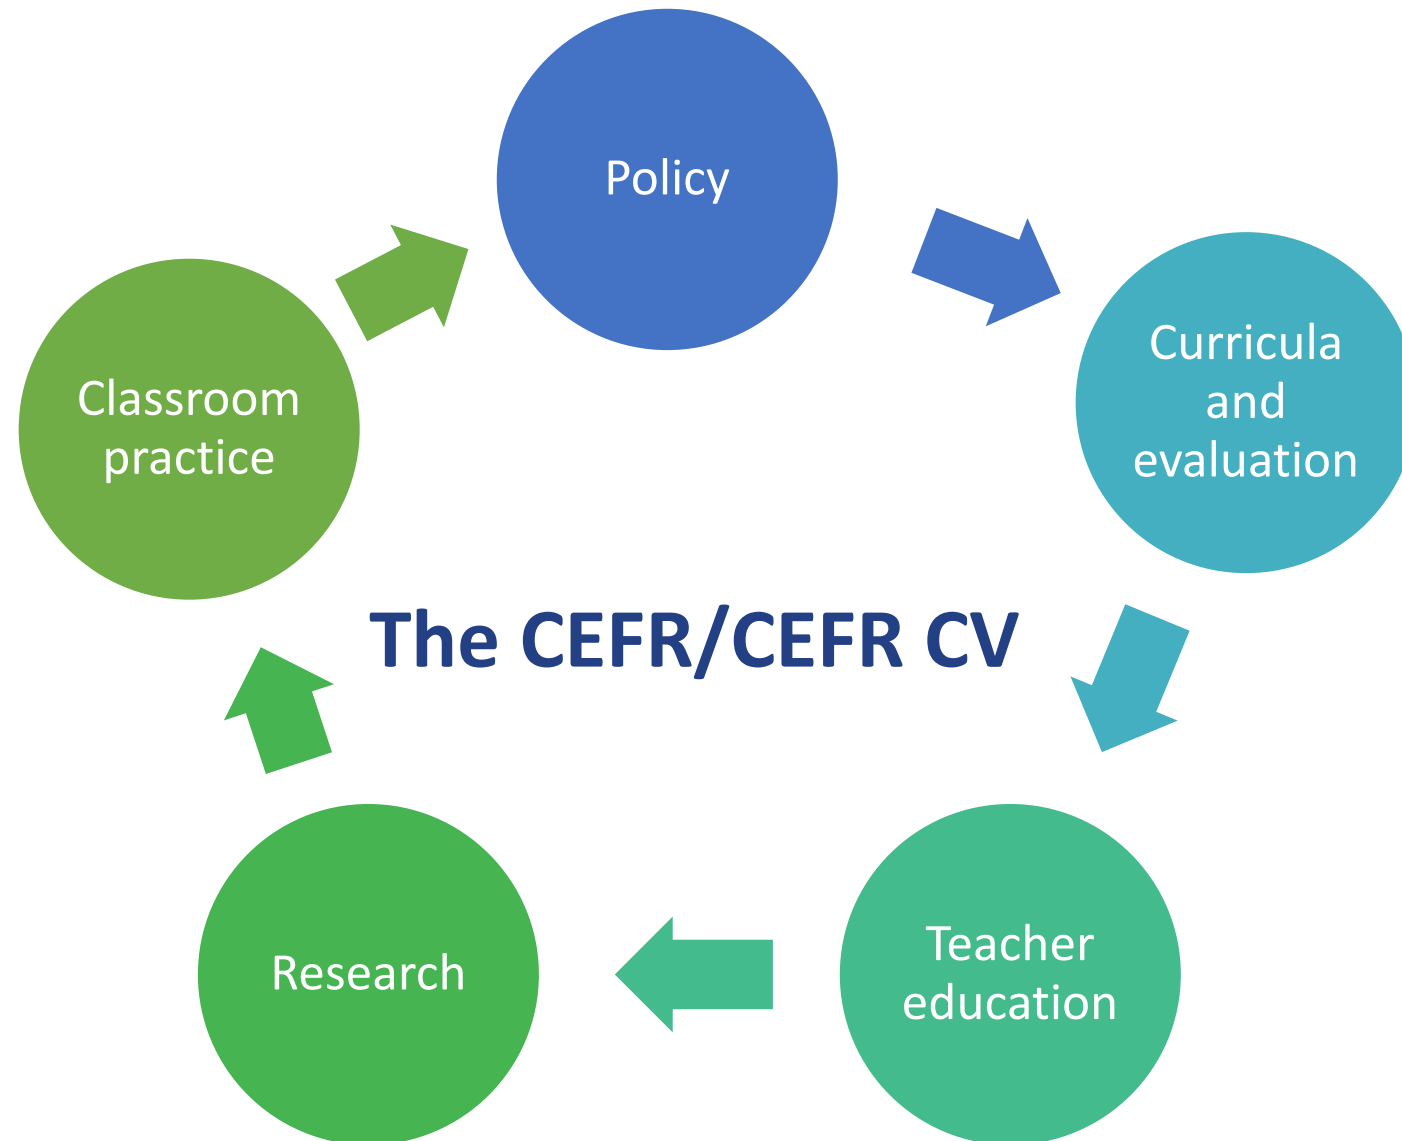 Policy
Curricula
and
evaluation
Classroom
practice
The CEFR/CEFR CV
Teacher
education
Research